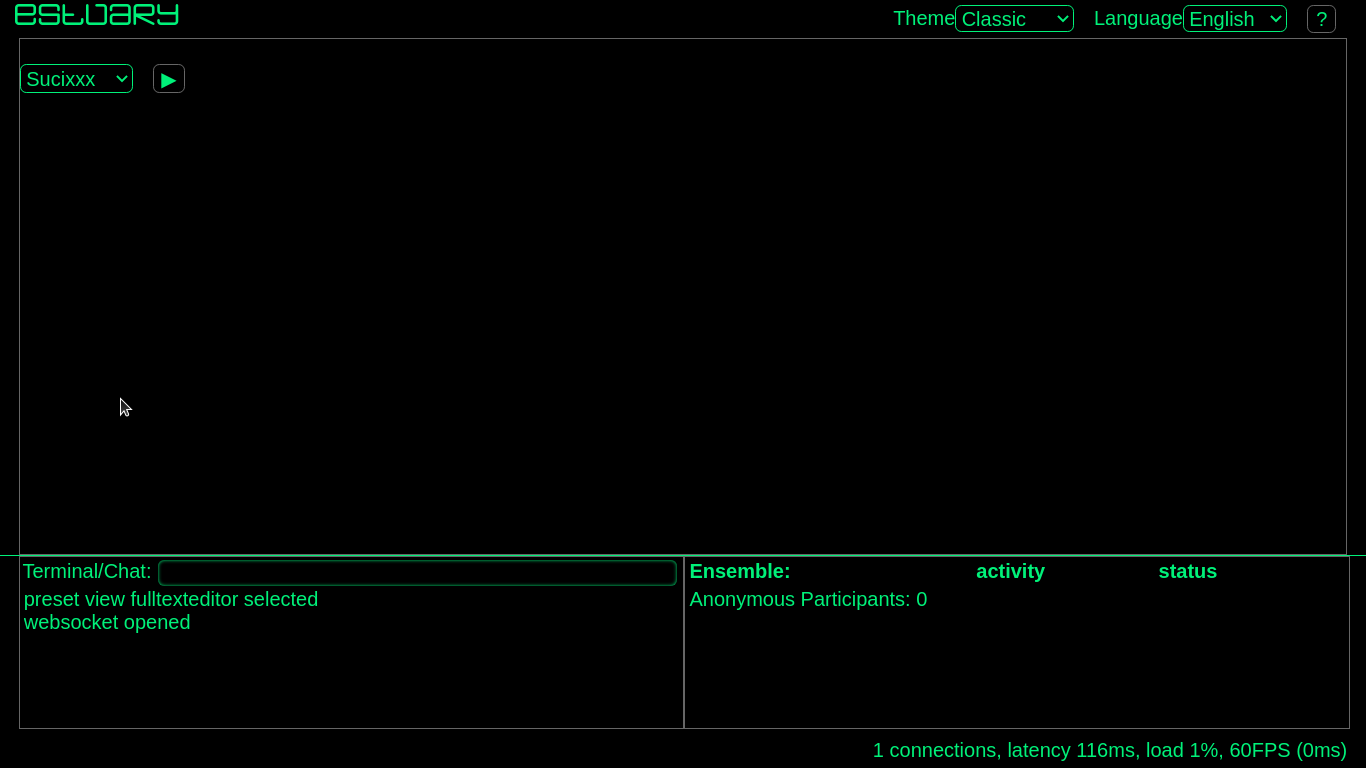 estuary
Theme Classic Language English ?
Sucixxx ▶
Terminal/Chat:
preset view fulltexteditor selected
websocket opened
Ensemble: activity status
Anonymous Participants: 0
1 connections, latency 116ms, load 1%, 60FPS (0ms)